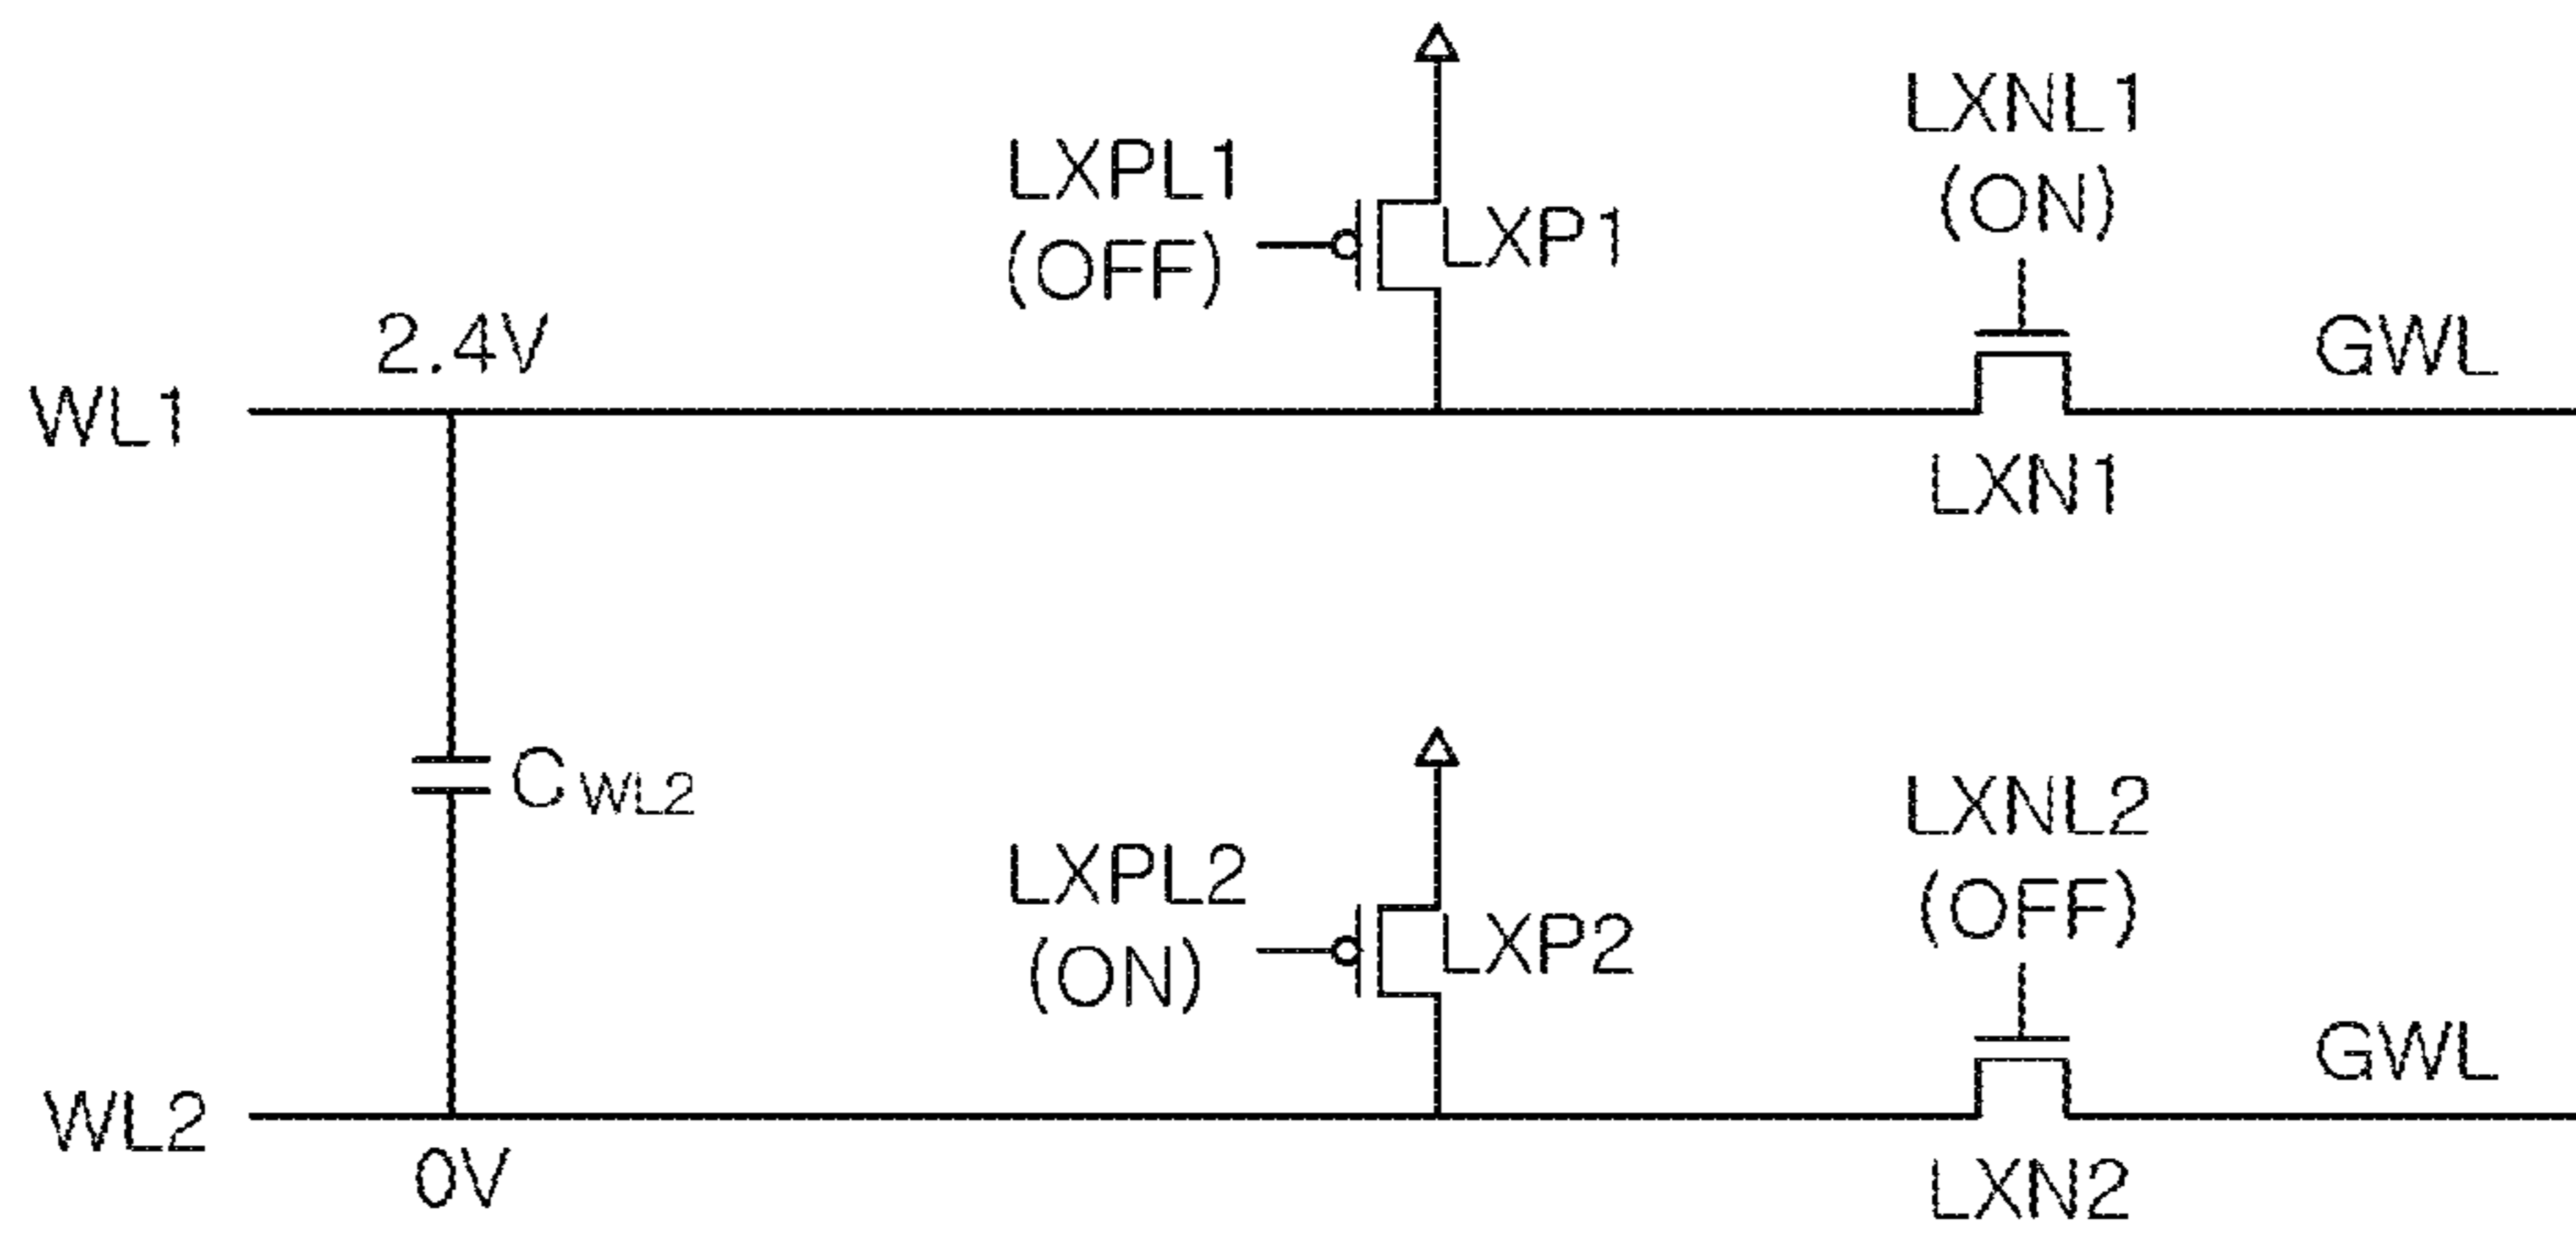 LXNL1
(ON)
LXPL1
(OFF)
LXP1
2.4V
GWL
WL1
LXN1
C WL2
LXNL2
(OFF)
LXPL2
(ON)
LXP2
GWL
WL2
0V
LXN2